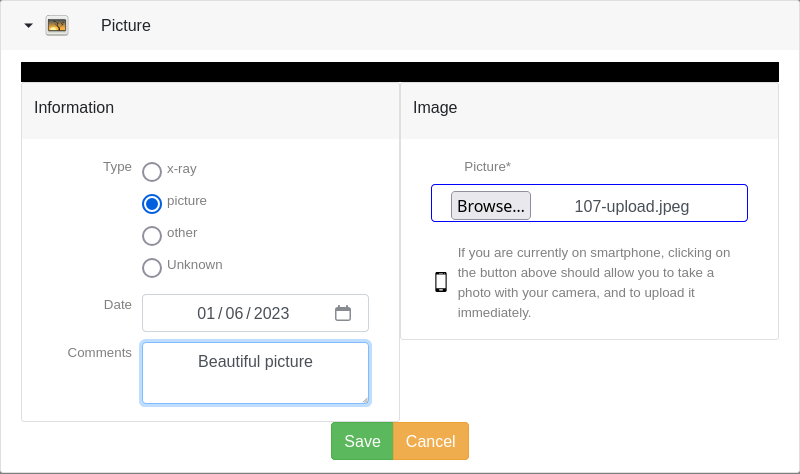 Picture
Information
Type
x-ray
picture
other
Unknown
Date
01/06/2023
Comments
Beautiful picture
Image
Picture*
Browse... 107-upload.jpeg
If you are currently on smartphone, clicking on
the button above should allow you to take a
photo with your camera, and to upload it
immediately.
Save Cancel